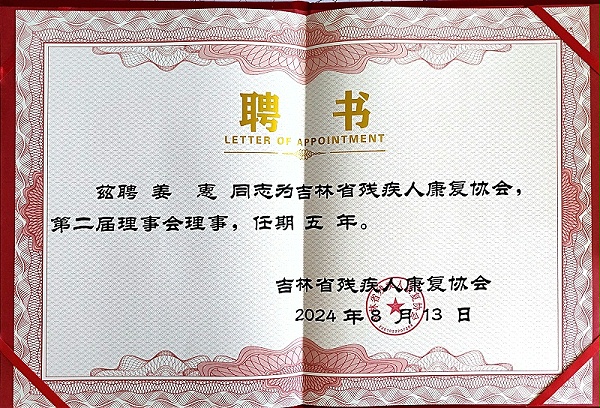 聘 书
LETTER OF APPOINTMENT
兹聘 姜 惠 同志为吉林省残疾人康复协会，
第二届理事会理事，任期 五 年。
吉林省残疾人康复协会
2024 年 8 月 13 日